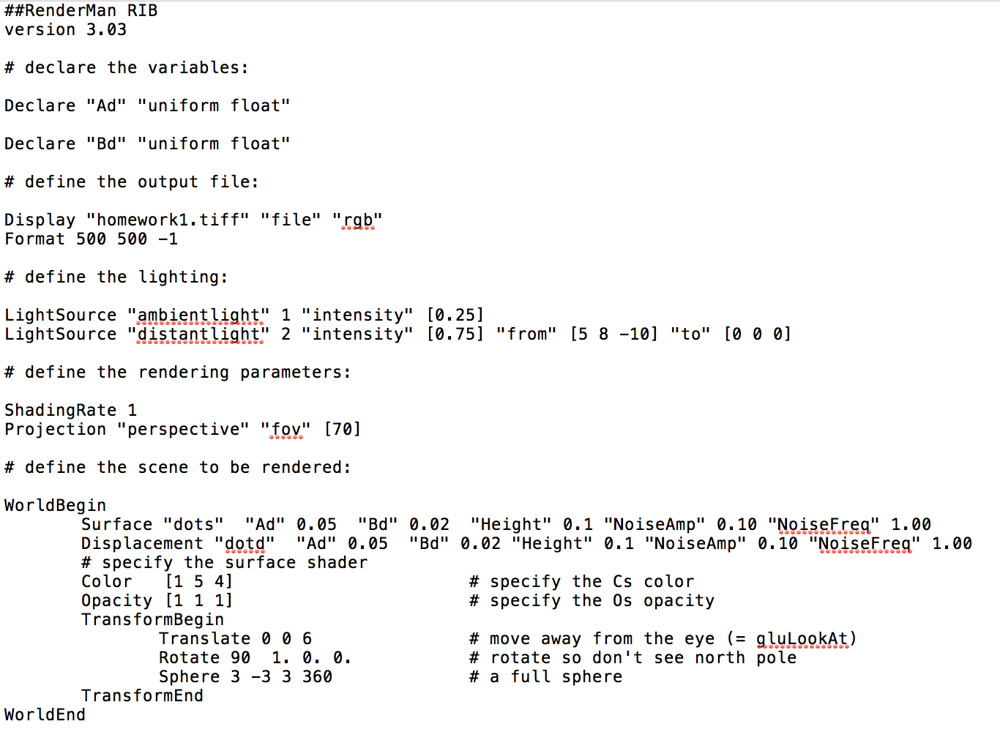 ##RenderMan RIB
version 3.03
# declare the variables:
Declare "Ad" "uniform float"
Declare "Bd" "uniform float"
# define the output file:
Display "homework1.tiff" "file" "rgb"
Format 500 500 -1
# define the lighting:
LightSource "ambientlight" 1 "intensity" [0.25]
LightSource "distantlight" 2 "intensity" [0.75] "from" [5 8 -10] "to" [0 0 0]
# define the rendering parameters:
ShadingRate 1
Projection "perspective" "fov" [70]
# define the scene to be rendered:
WorldBegin
Surface "dots"  "Ad" 0.05  "Bd" 0.02  "Height" 0.1 "NoiseAmp" 0.10 "NoiseFreq" 1.00
Displacement "dotd"  "Ad" 0.05  "Bd" 0.02 "Height" 0.1 "NoiseAmp" 0.10 "NoiseFreq" 1.00
# specify the surface shader
Color   [1 5 4] # specify the Cs color
Opacity [1 1 1] # specify the Os opacity
TransformBegin
Translate 0 0 6 # move away from the eye (= gluLookAt)
Rotate 90  1. 0. 0. # rotate so don't see north pole
Sphere 3 -3 3 360 # a full sphere
TransformEnd
WorldEnd